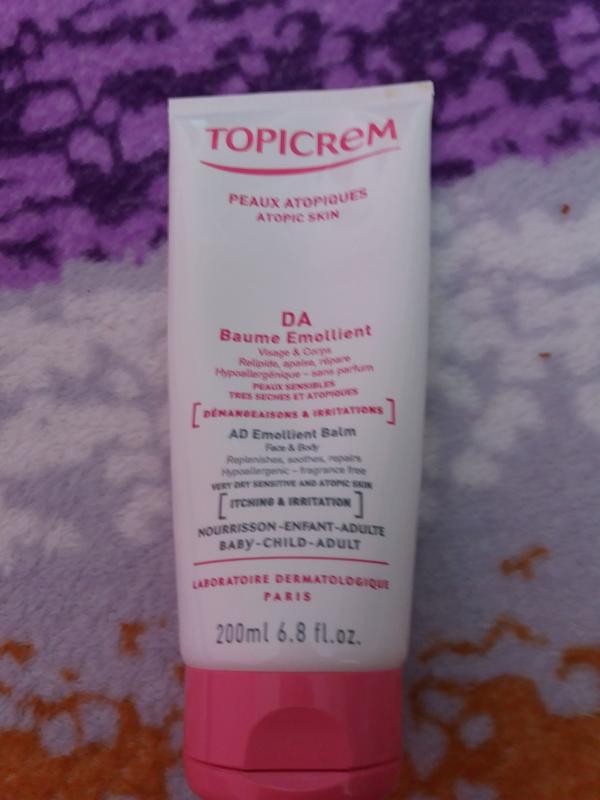 TOPICREM
PEAUX ATOPIQUES
ATOPIC SKIN
DA
Baume Emollient
Visage & Corps
Relipide, apaise, répare
Hypoallergénique – sans parfum
PEAUX SENSIBLES
TRES SECHES ET ATOPIQUES
[DÉMANGEAISONS & IRRITATIONS]
AD Emollient Balm
Face & Body
Replenishes, soothes, repairs
Hypoallergenic – fragrance free
VERY DRY SENSITIVE AND ATOPIC SKIN
[ITCHING & IRRITATION]
NOURRISSON-ENFANT-ADULTE
BABY-CHILD-ADULT
LABORATOIRE DERMATOLOGIQUE
PARIS
200ml 6.8 fl.oz.